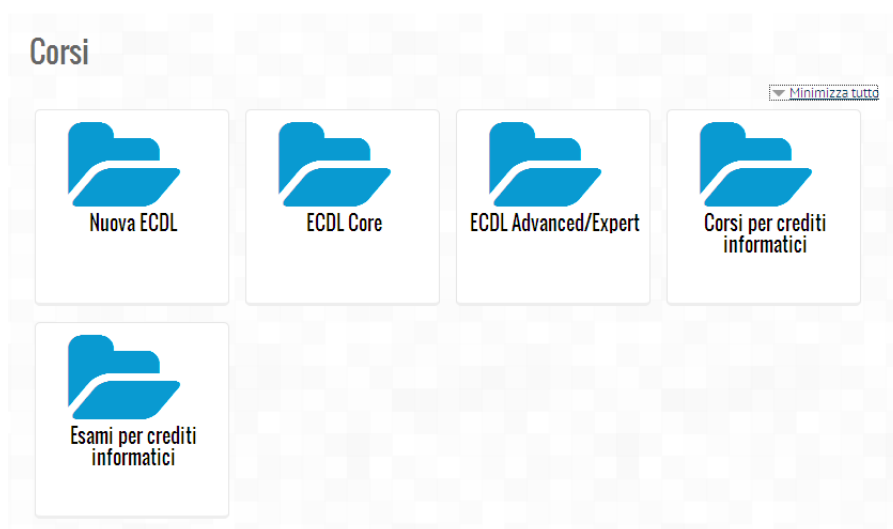 Corsi
Minimizza tutto
Nuova ECDL
ECDL Core
ECDL Advanced/Expert
Corsi per crediti
informatici
Esami per crediti
informatici